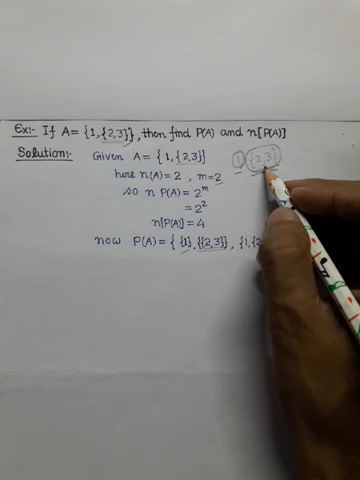 Ex:- If A = {1,{2,3}}, then find P(A) and n[P(A)]
Solution:- Given A = { 1, {2,3}} 1 {2,3}
here n(A) = 2 , m = 2
so n P(A) = 2^m
= 2^2
n[P(A)] = 4
now P(A) = { {1}, {{2,3}} , {1,{2